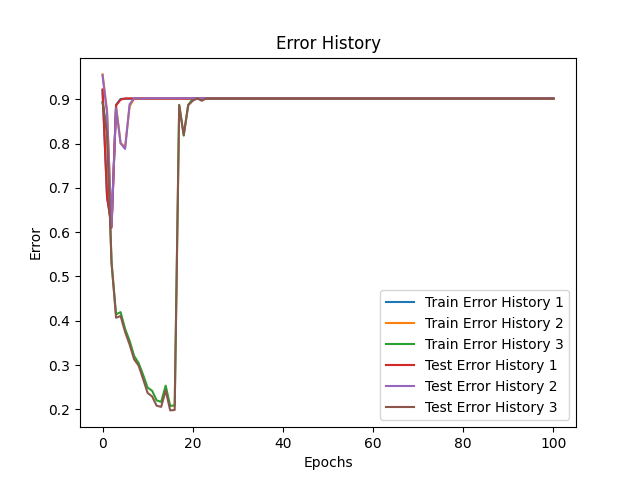 Error History
0.9
0.8
0.7
0.6
0.5
0.4
0.3
0.2
Error
0
20
40
60
80
100
Epochs
Train Error History 1
Train Error History 2
Train Error History 3
Test Error History 1
Test Error History 2
Test Error History 3